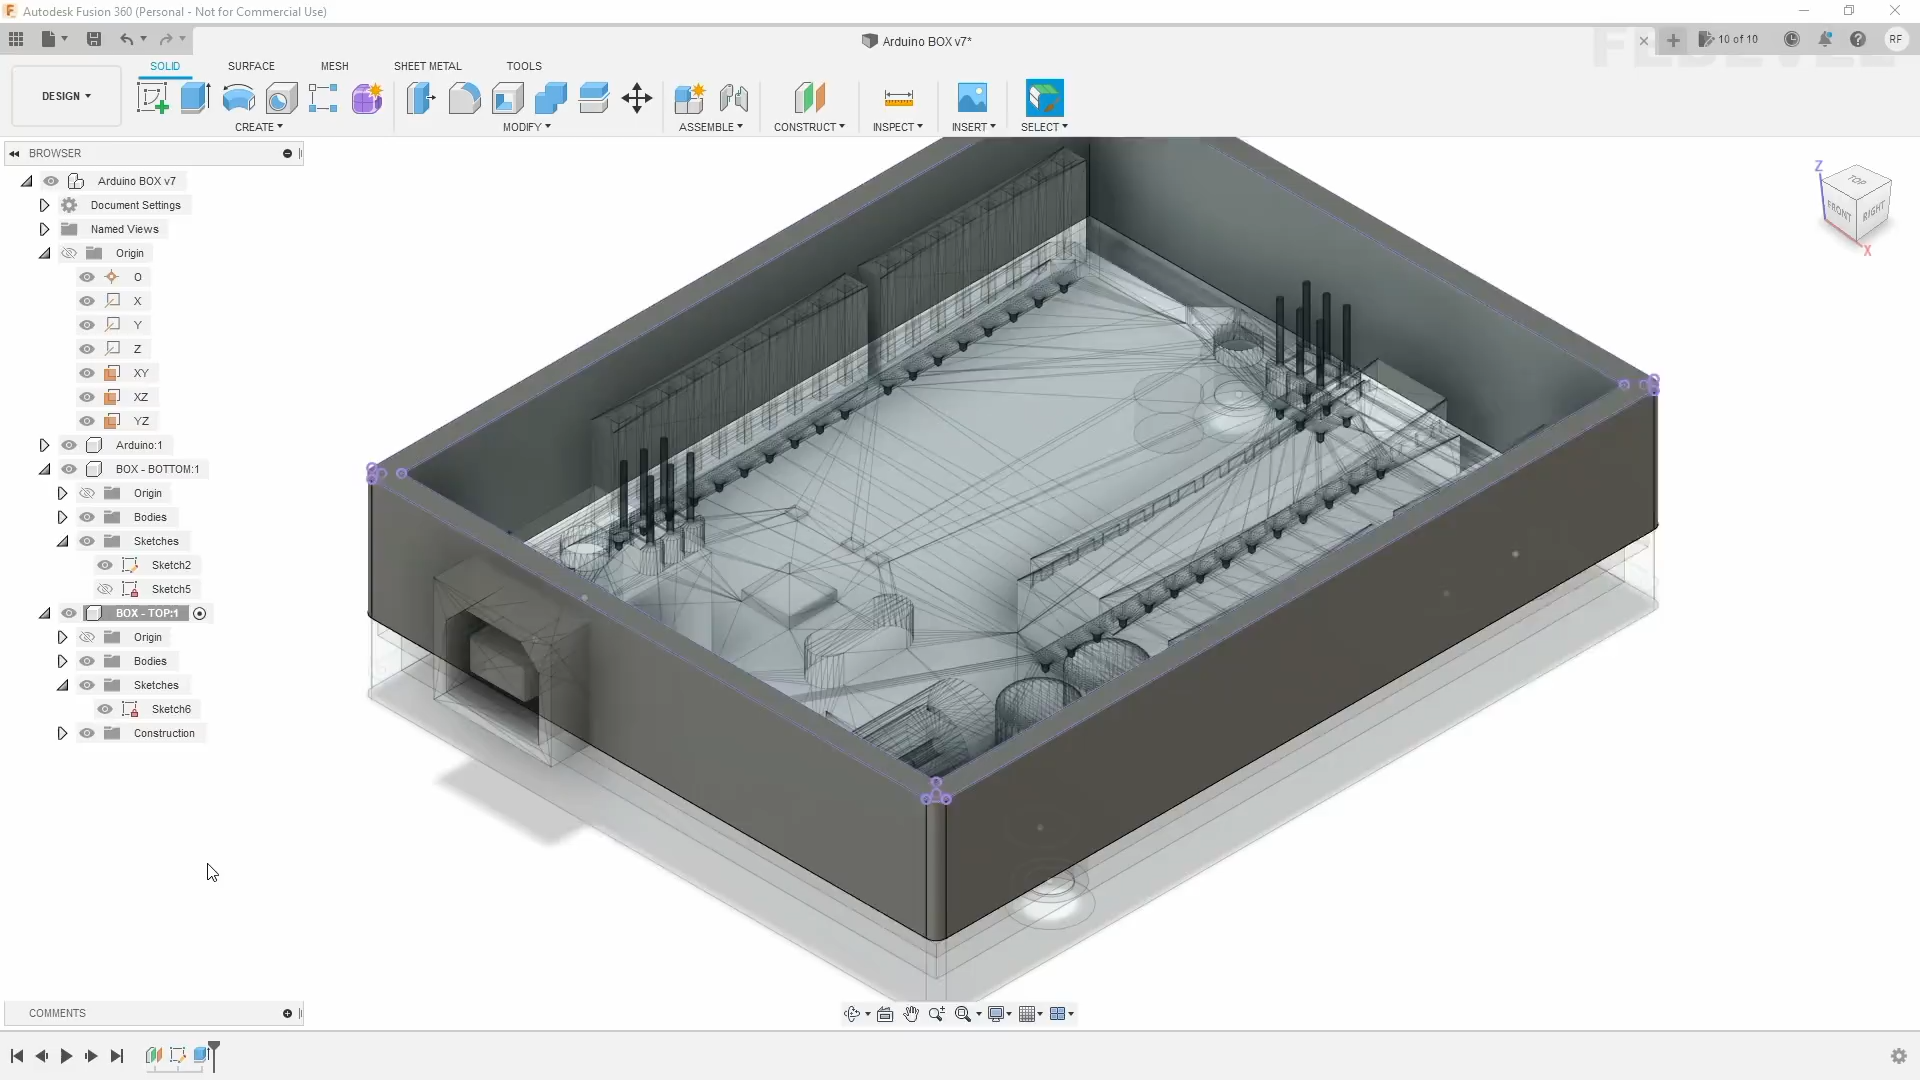 F Autodesk Fusion 360 (Personal - Not for Commercial Use)
Arduino BOX v7*
10 of 10
RF
FEDEVEL
DESIGN
SOLID SURFACE MESH SHEET METAL TOOLS
CREATE MODIFY ASSEMBLE CONSTRUCT INSPECT INSERT SELECT
BROWSER
Arduino BOX v7
Document Settings
Named Views
Origin
O
X
Y
Z
XY
XZ
YZ
Arduino:1
BOX - BOTTOM:1
Origin
Bodies
Sketches
Sketch2
Sketch5
BOX - TOP:1
Origin
Bodies
Sketches
Sketch6
Construction
Z
TOP
FRONT
RIGHT
X
COMMENTS